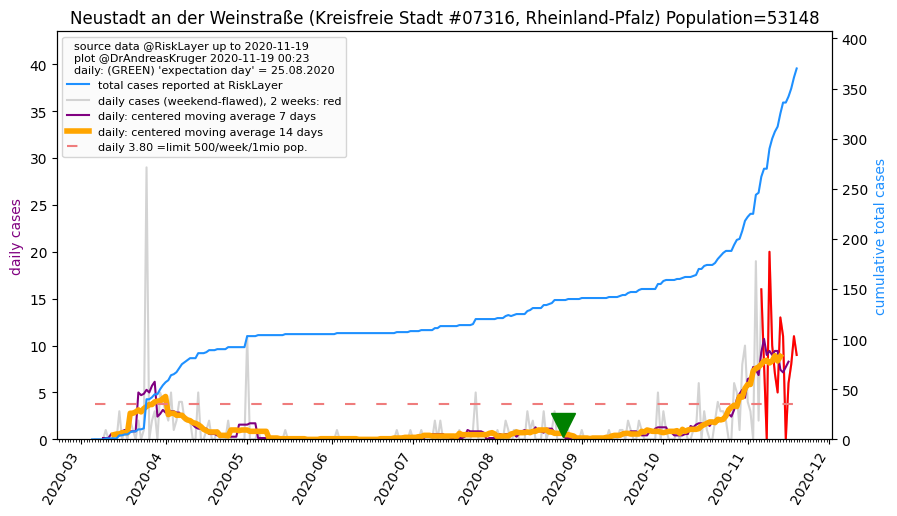 Neustadt an der Weinstraße (Kreisfreie Stadt #07316, Rheinland-Pfalz) Population=53148
source data @RiskLayer up to 2020-11-19
plot @DrAndreasKruger 2020-11-19 00:23
daily: (GREEN) 'expectation day' = 25.08.2020
total cases reported at RiskLayer
daily cases (weekend-flawed), 2 weeks: red
daily: centered moving average 7 days
daily: centered moving average 14 days
daily 3.80 =limit 500/week/1mio pop.
daily cases
40
35
30
25
20
15
10
5
0
400
350
300
250
200
150
100
50
0
cumulative total cases
2020-03
2020-04
2020-05
2020-06
2020-07
2020-08
2020-09
2020-10
2020-11
2020-12